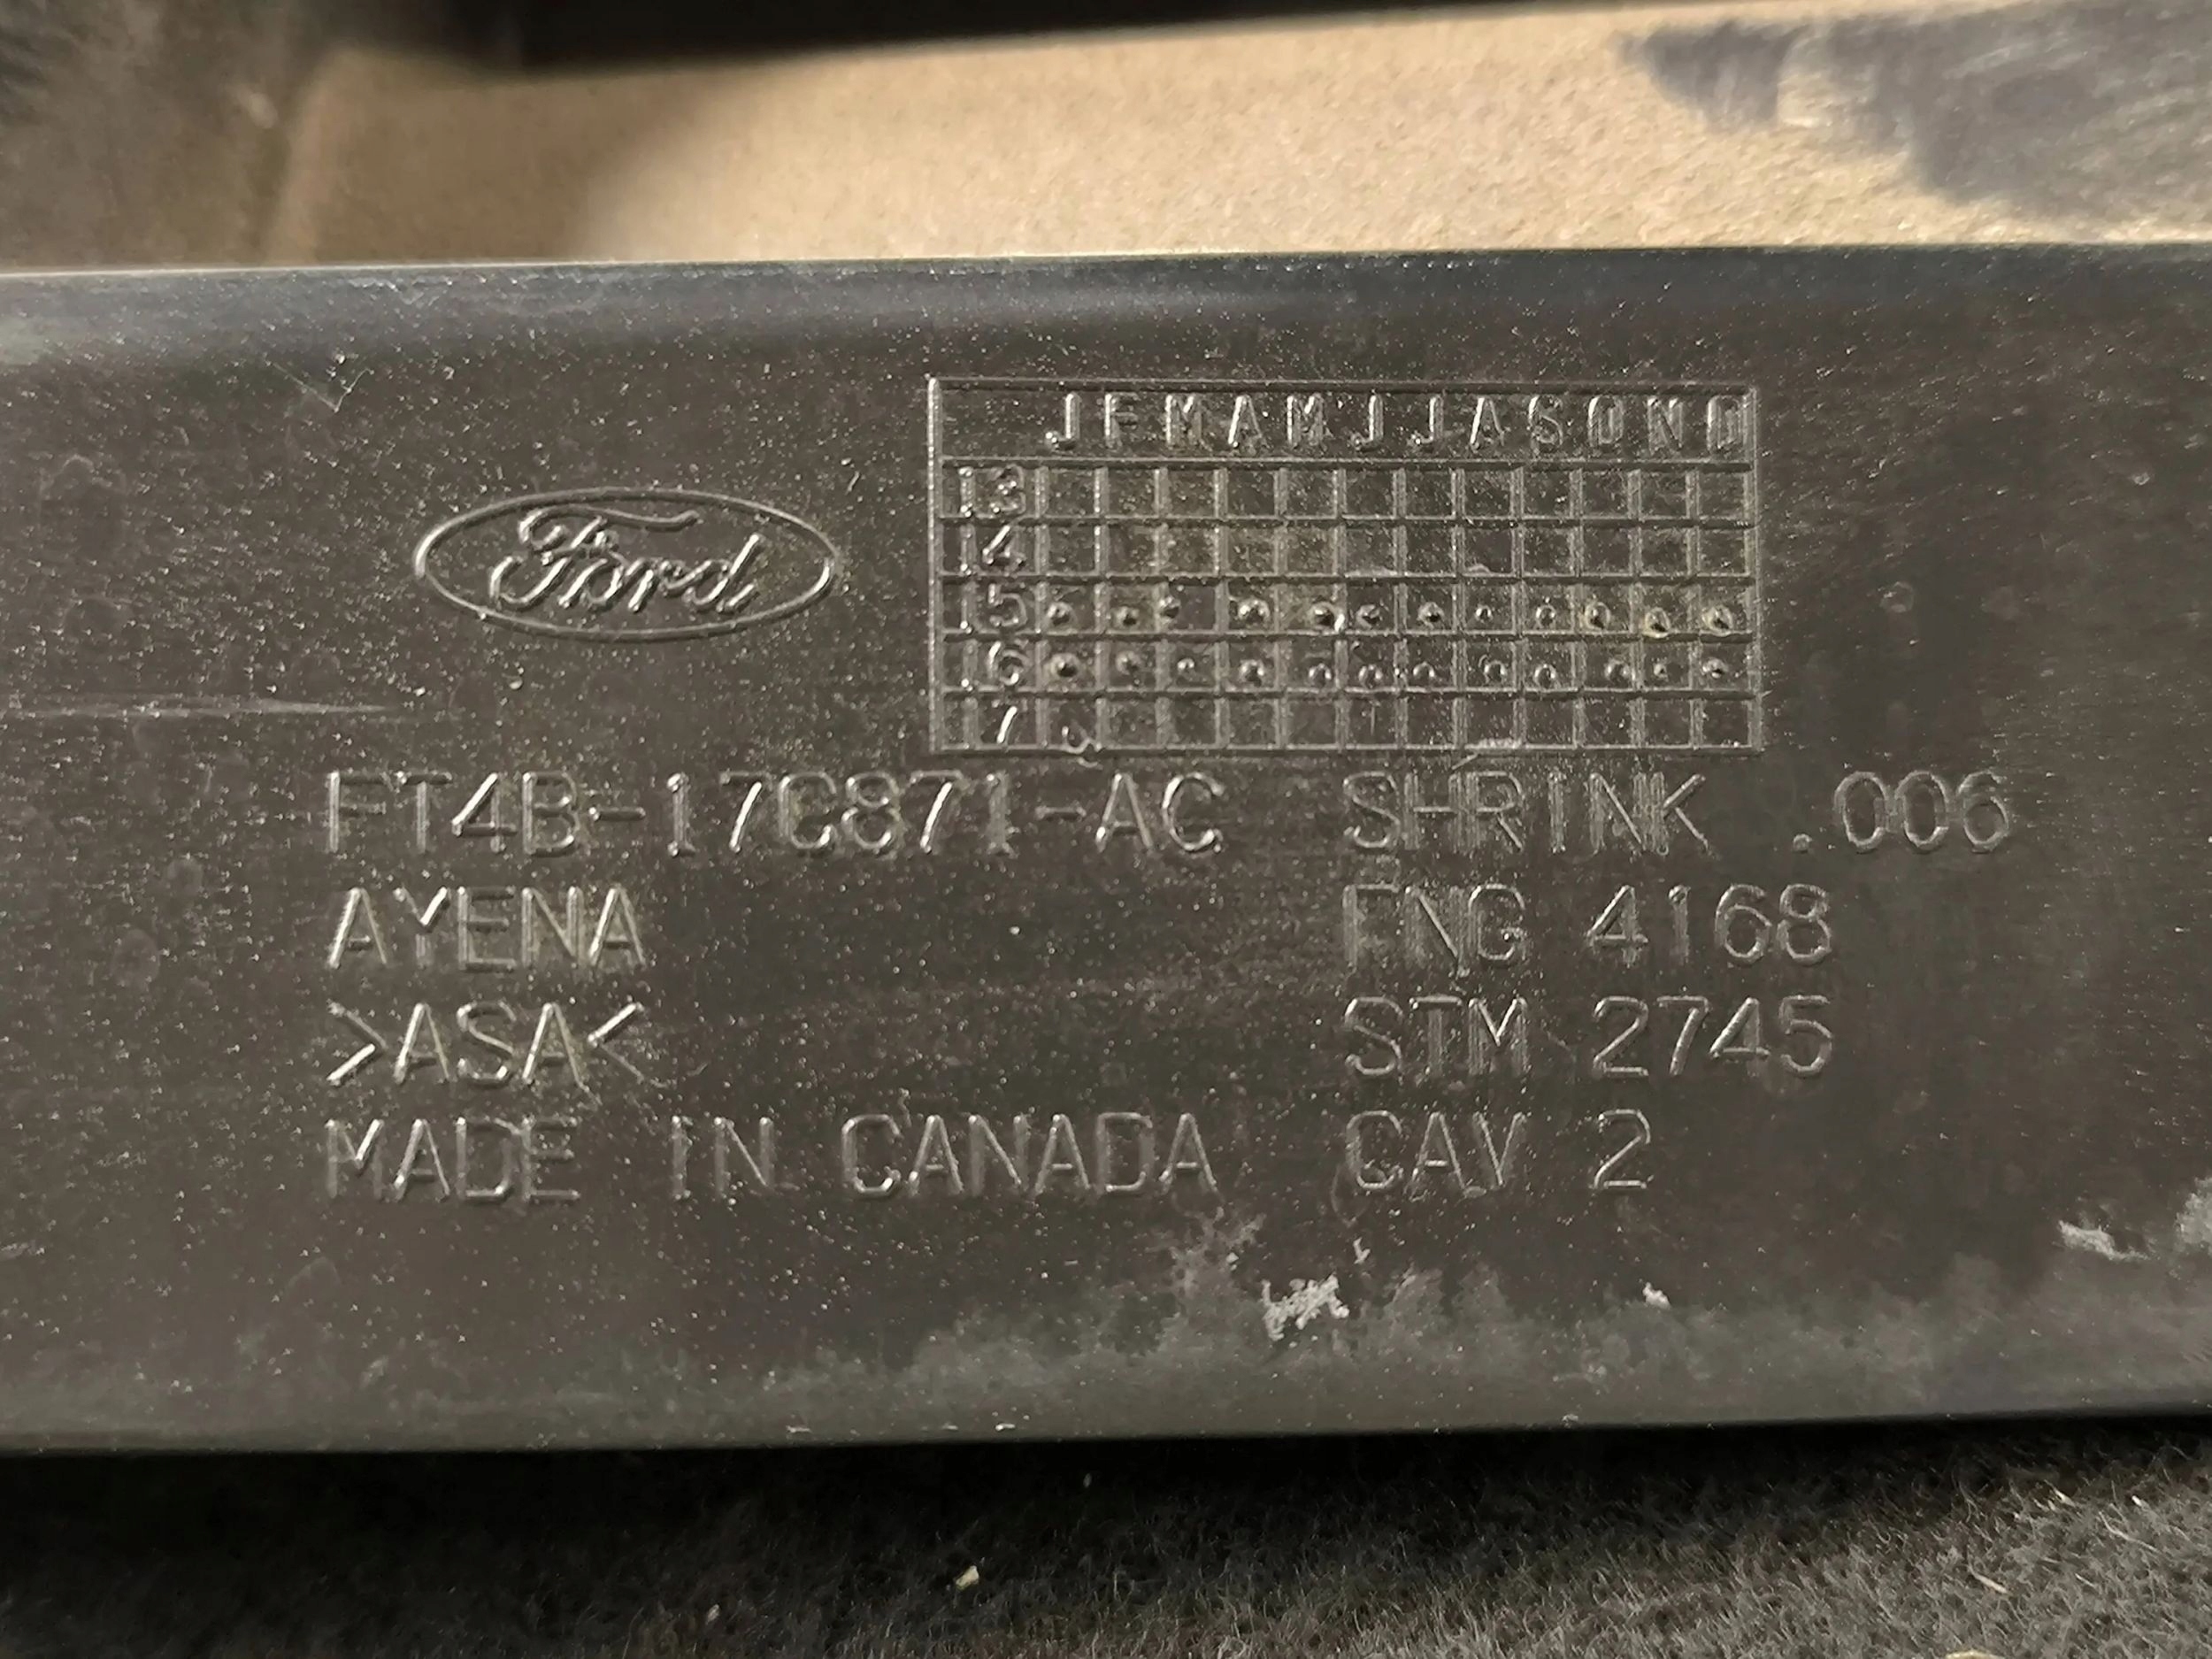 Ford
J F M A M J J A S O N D
13
14
15
16
17
FT4B-17C871-AC SHRINK .006
AYENA ENG 4168
>ASA< STM 2745
MADE IN CANADA CAV 2